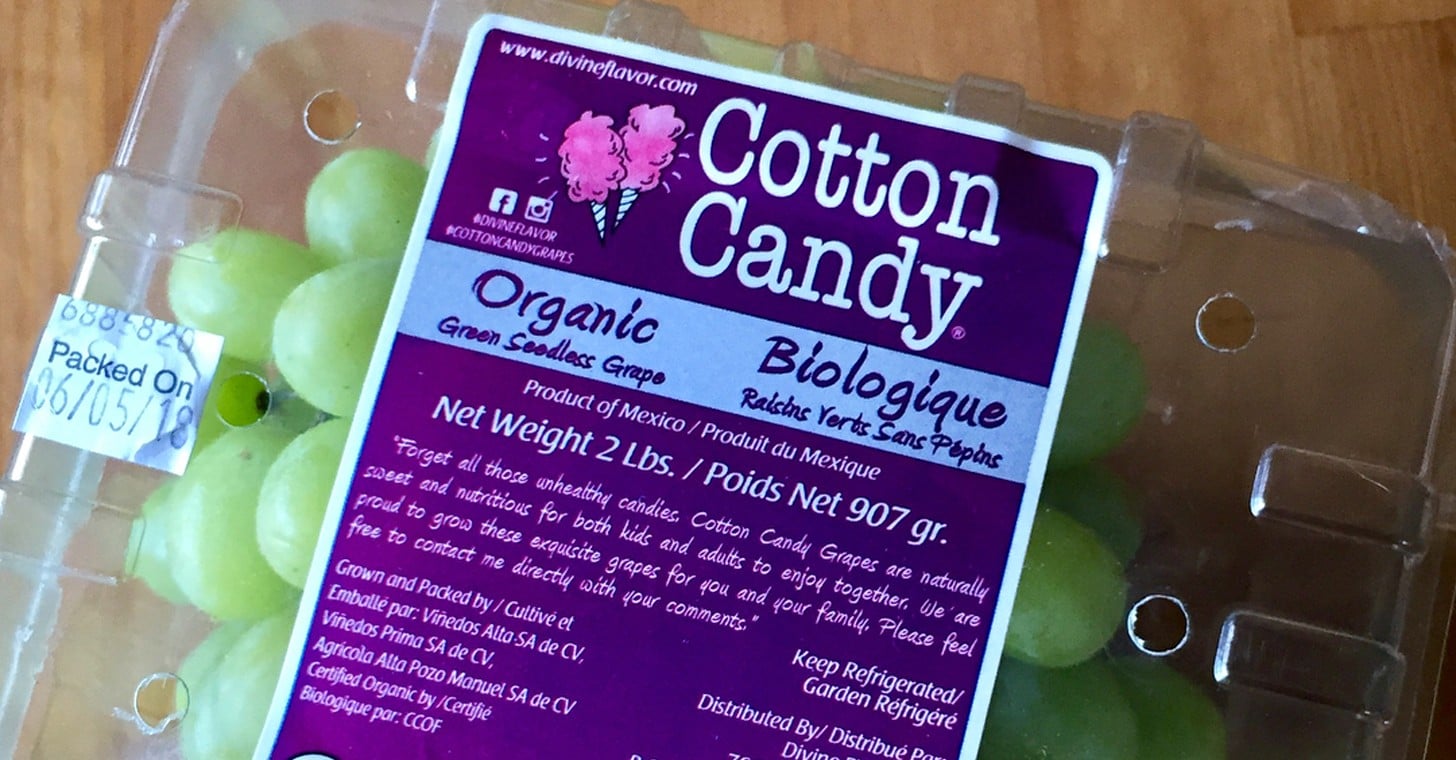 www.divineflavor.com
Cotton
Candy®
#DIVINEFLAVOR
#COTTONCANDYGRAPES
Organic
Green Seedless Grape
Biologique
Raisins Verts Sans Pépins
Product of Mexico / Produit du Mexique
Net Weight 2 Lbs. / Poids Net 907 gr.
"Forget all those unhealthy candies. Cotton Candy Grapes are naturally
sweet and nutritious for both kids and adults to enjoy together. We are
proud to grow these exquisite grapes for you and your family. Please feel
free to contact me directly with your comments."
Grown and Packed by / Cultivé et
Emballé par: Viñedos Alta SA de CV,
Viñedos Prima SA de CV,
Agricola Alta Pozo Manuel SA de CV
Certified Organic by /Certifié
Biologique par: CCOF
Keep Refrigerated/
Garden Réfrigéré
Distributed By/ Distribué Par:
Divine
6885820
Packed On
06/05/18